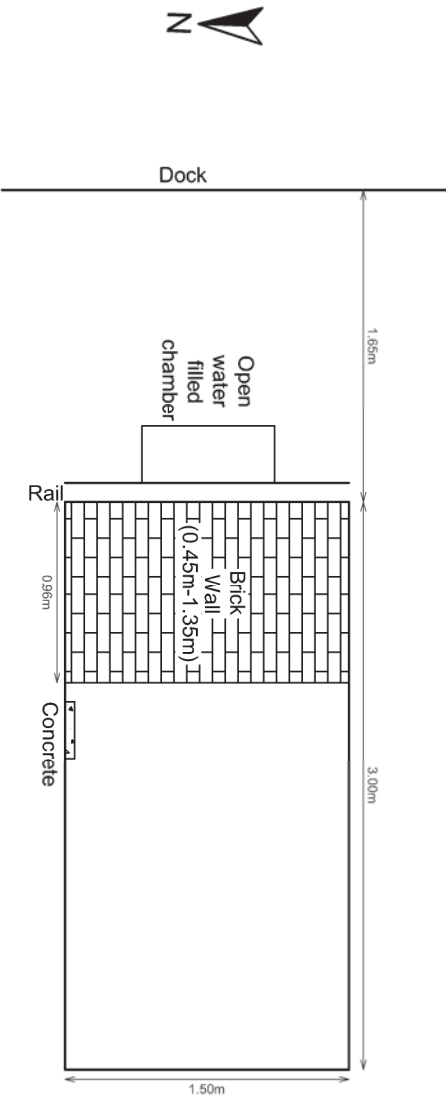 N
Dock
1.65m
Open
water
filled
chamber
Rail
Brick
Wall
(0.45m-1.35m)
0.96m
Concrete
3.00m
1.50m